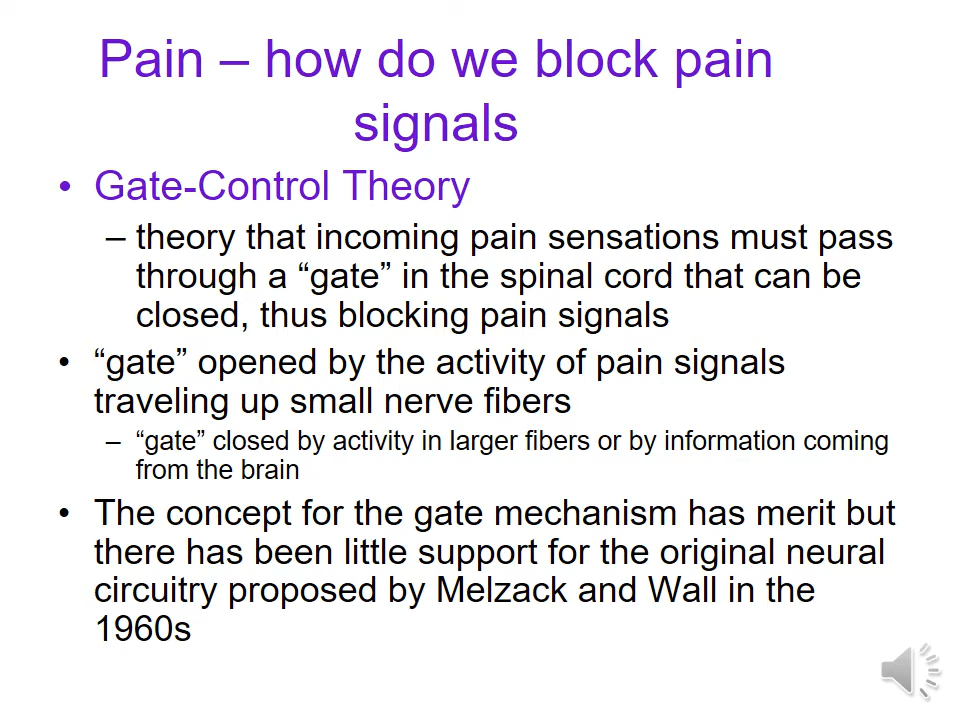 Pain – how do we block pain
signals
• Gate-Control Theory
– theory that incoming pain sensations must pass
through a “gate” in the spinal cord that can be
closed, thus blocking pain signals
• “gate” opened by the activity of pain signals
traveling up small nerve fibers
– “gate” closed by activity in larger fibers or by information coming
from the brain
• The concept for the gate mechanism has merit but
there has been little support for the original neural
circuitry proposed by Melzack and Wall in the
1960s